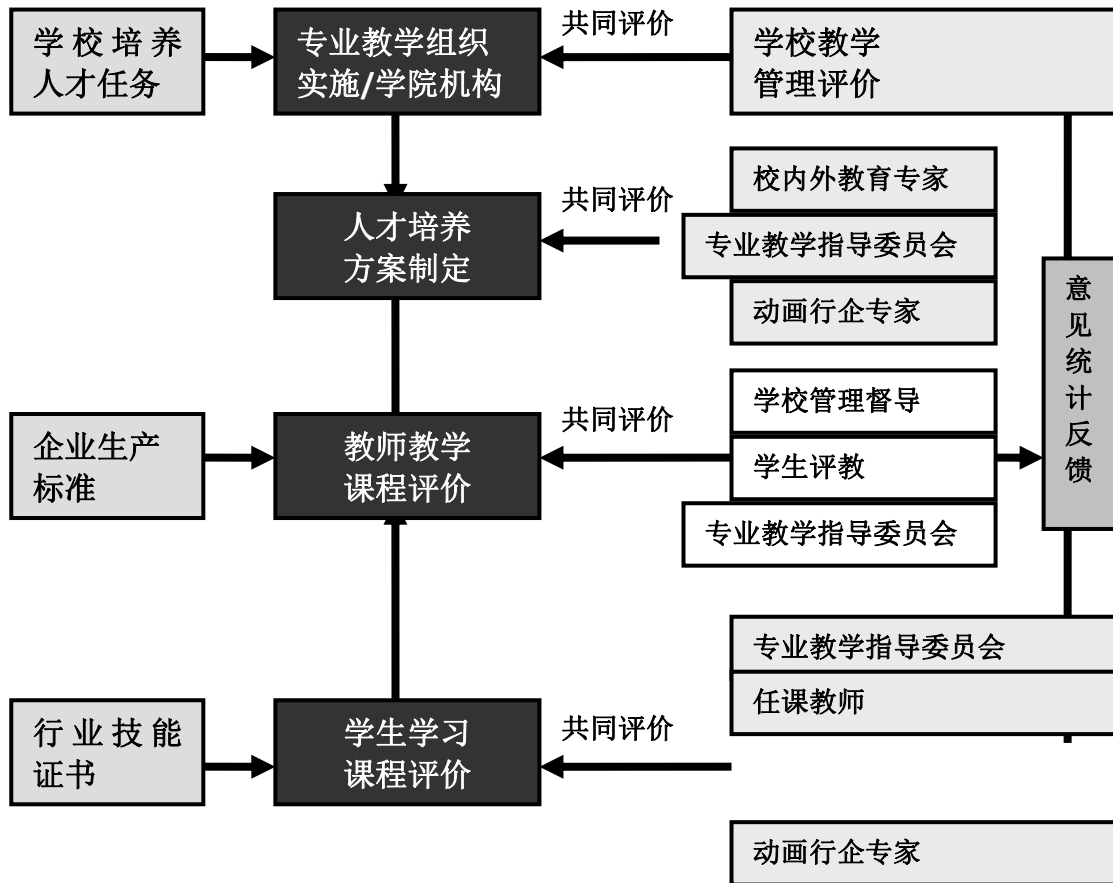 学校培养
人才任务
专业教学组织
实施/学院机构
共同评价
学校教学
管理评价
人才培养
方案制定
共同评价
校内外教育专家
专业教学指导委员会
动画行企专家
意见统计反馈
企业生产
标准
教师教学
课程评价
共同评价
学校管理督导
学生评教
专业教学指导委员会
行业技能
证书
学生学习
课程评价
共同评价
专业教学指导委员会
任课教师
动画行企专家